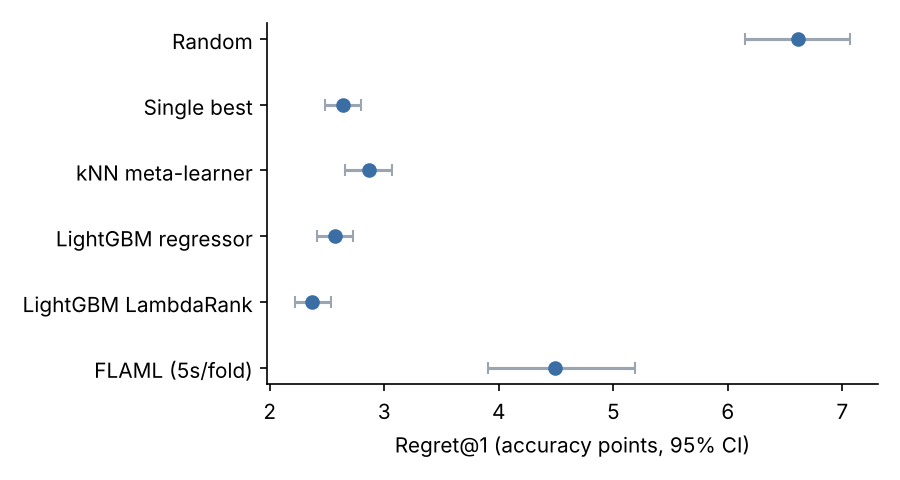 Random
Single best
kNN meta-learner
LightGBM regressor
LightGBM LambdaRank
FLAML (5s/fold)
2 3 4 5 6 7
Regret@1 (accuracy points, 95% CI)